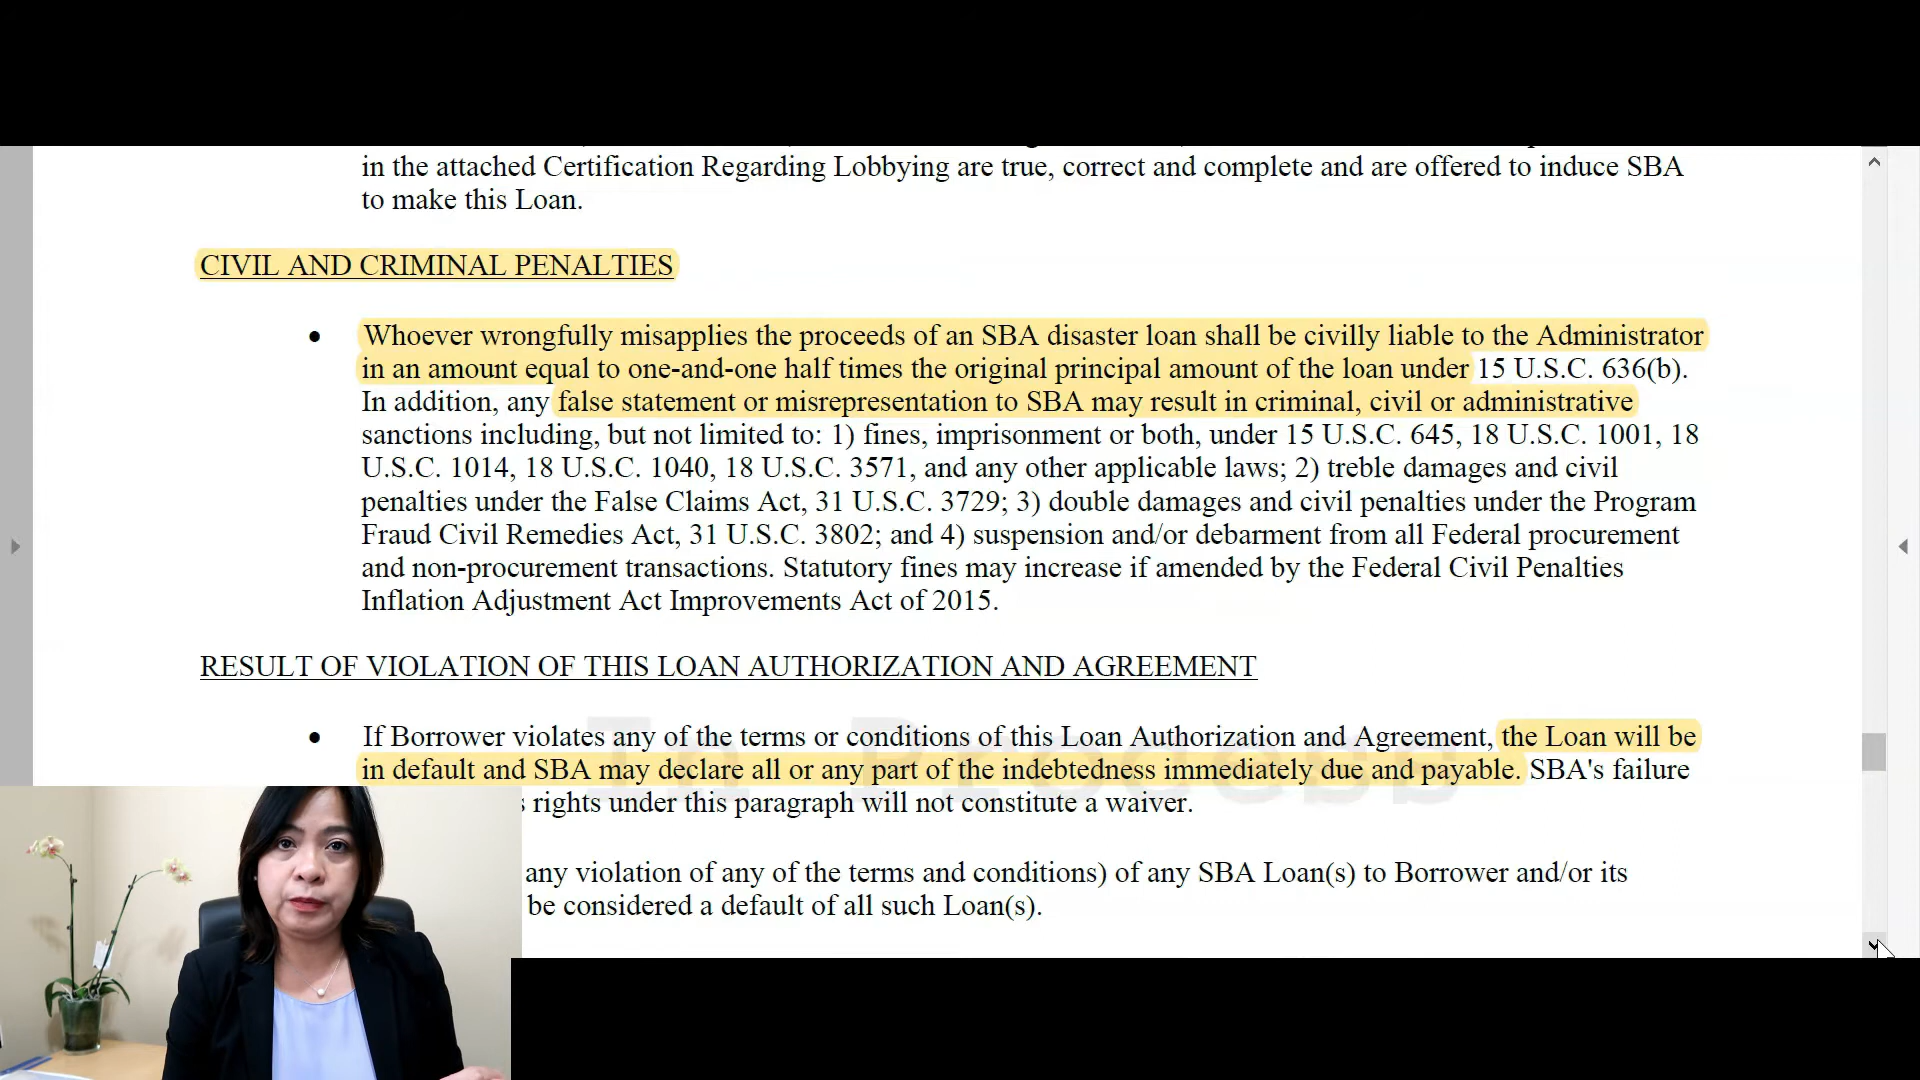 in the attached Certification Regarding Lobbying are true, correct and complete and are offered to induce SBA
to make this Loan.
CIVIL AND CRIMINAL PENALTIES
• Whoever wrongfully misapplies the proceeds of an SBA disaster loan shall be civilly liable to the Administrator
in an amount equal to one-and-one half times the original principal amount of the loan under 15 U.S.C. 636(b).
In addition, any false statement or misrepresentation to SBA may result in criminal, civil or administrative
sanctions including, but not limited to: 1) fines, imprisonment or both, under 15 U.S.C. 645, 18 U.S.C. 1001, 18
U.S.C. 1014, 18 U.S.C. 1040, 18 U.S.C. 3571, and any other applicable laws; 2) treble damages and civil
penalties under the False Claims Act, 31 U.S.C. 3729; 3) double damages and civil penalties under the Program
Fraud Civil Remedies Act, 31 U.S.C. 3802; and 4) suspension and/or debarment from all Federal procurement
and non-procurement transactions. Statutory fines may increase if amended by the Federal Civil Penalties
Inflation Adjustment Act Improvements Act of 2015.
RESULT OF VIOLATION OF THIS LOAN AUTHORIZATION AND AGREEMENT
• If Borrower violates any of the terms or conditions of this Loan Authorization and Agreement, the Loan will be
in default and SBA may declare all or any part of the indebtedness immediately due and payable. SBA's failure
rights under this paragraph will not constitute a waiver.
In Process
any violation of any of the terms and conditions) of any SBA Loan(s) to Borrower and/or its
be considered a default of all such Loan(s).